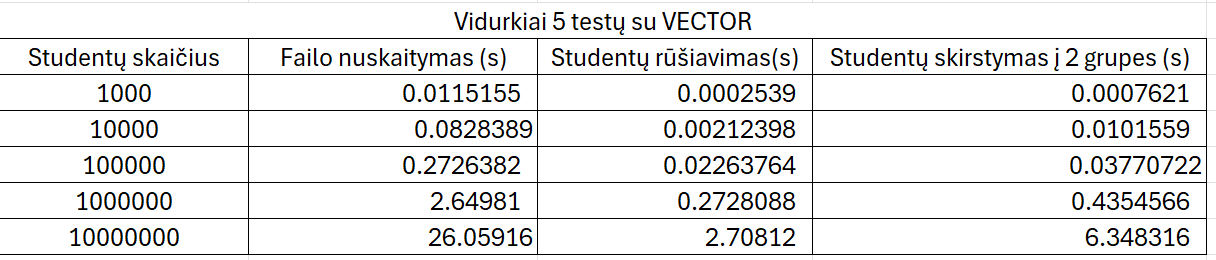 Vidurkiai 5 testų su VECTOR
Studentų skaičius Failo nuskaitymas (s) Studentų rūšiavimas(s) Studentų skirstymas į 2 grupes (s)
1000 0.0115155 0.0002539 0.0007621
10000 0.0828389 0.00212398 0.0101559
100000 0.2726382 0.02263764 0.03770722
1000000 2.64981 0.2728088 0.4354566
10000000 26.05916 2.70812 6.348316